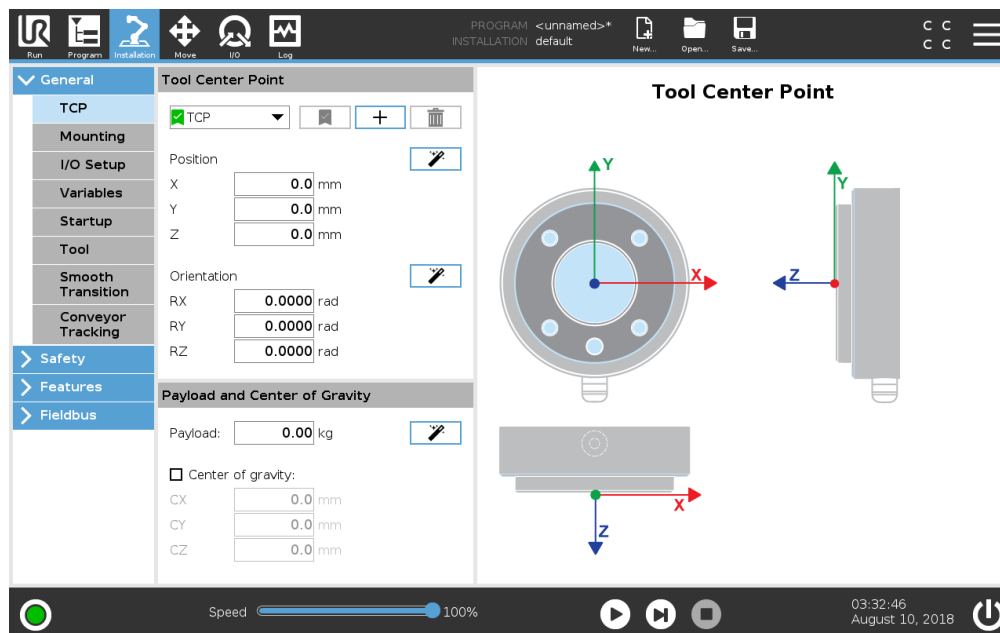 UR
Run
Program
Installation
Move
I/O
Log
PROGRAM <unnamed>*
INSTALLATION default
New...
Open...
Save...
C C
C C
General
TCP
Mounting
I/O Setup
Variables
Startup
Tool
Smooth
Transition
Conveyor
Tracking
Safety
Features
Fieldbus
Tool Center Point
TCP
Position
X 0.0 mm
Y 0.0 mm
Z 0.0 mm
Orientation
RX 0.0000 rad
RY 0.0000 rad
RZ 0.0000 rad
Payload and Center of Gravity
Payload: 0.00 kg
Center of gravity:
CX 0.0 mm
CY 0.0 mm
CZ 0.0 mm
Tool Center Point
Y
X
Y
Z
X
Z
Speed 100%
03:32:46
August 10, 2018